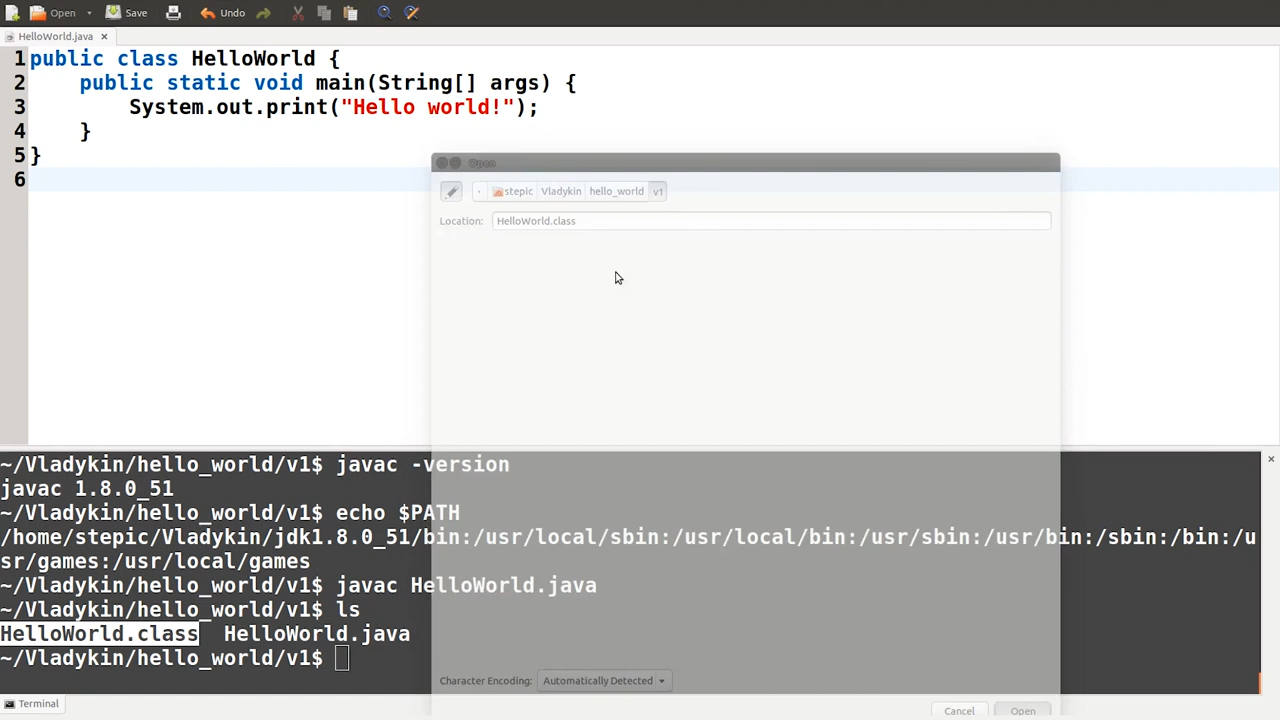 Open Save Undo
HelloWorld.java
1 public class HelloWorld {
2 public static void main(String[] args) {
3 System.out.print("Hello world!");
4 }
5 }
6
Open
stepic Vladykin hello_world v1
Location: HelloWorld.class
~/Vladykin/hello_world/v1$ javac -version
javac 1.8.0_51
~/Vladykin/hello_world/v1$ echo $PATH
/home/stepic/Vladykin/jdk1.8.0_51/bin:/usr/local/sbin:/usr/local/bin:/usr/sbin:/usr/bin:/sbin:/bin:/u
sr/games:/usr/local/games
~/Vladykin/hello_world/v1$ javac HelloWorld.java
~/Vladykin/hello_world/v1$ ls
HelloWorld.class HelloWorld.java
~/Vladykin/hello_world/v1$
Character Encoding: Automatically Detected
Cancel Open
Terminal